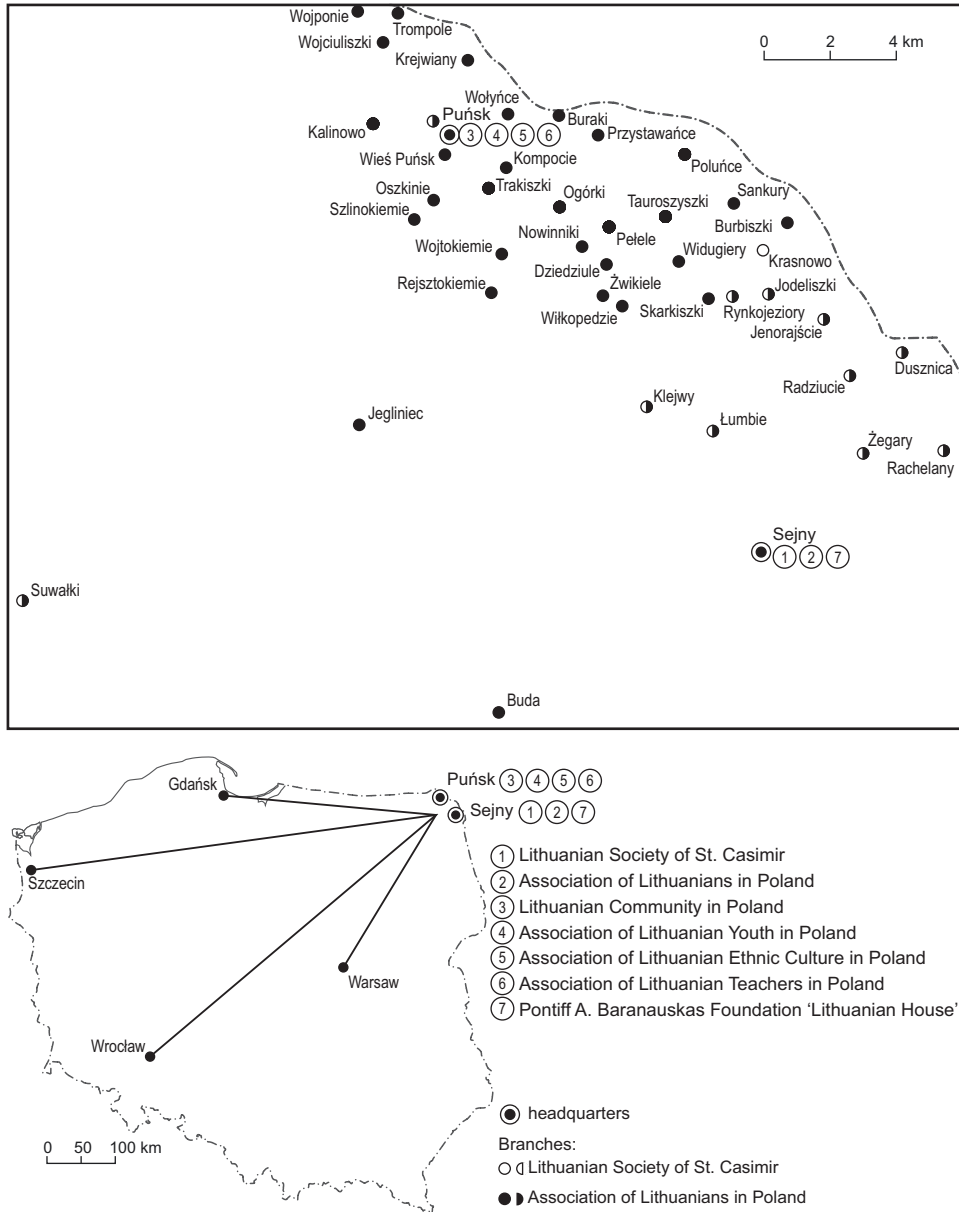 Wojponie
Trompole
Wojciuliszki
Krejwiany
0 2 4 km
Wołyńce
Puńsk
Buraki
Kalinowo
3 4 5 6
Przystawańce
Wieś Puńsk
Kompocie
Poluńce
Oszkinie
Trakiszki
Ogórki
Tauroszyszki
Sankury
Szlinokiemie
Burbiszki
Nowinniki
Pełele
Wojtokiemie
Widugiery
Krasnowo
Dziedziule
Rejsztokiemie
Żwikiele
Jodeliszki
Wiłkopedzie
Skarkiszki
Rynkojeziory
Jenorajście
Dusznica
Radziucie
Klejwy
Jegliniec
Łumbie
Żegary
Rachelany
Sejny
1 2 7
Suwałki
Buda
Gdańsk
Puńsk 3 4 5 6
Sejny 1 2 7
Szczecin
Warsaw
Wrocław
0 50 100 km
1 Lithuanian Society of St. Casimir
2 Association of Lithuanians in Poland
3 Lithuanian Community in Poland
4 Association of Lithuanian Youth in Poland
5 Association of Lithuanian Ethnic Culture in Poland
6 Association of Lithuanian Teachers in Poland
7 Pontiff A. Baranauskas Foundation ‘Lithuanian House’
headquarters
Branches:
Lithuanian Society of St. Casimir
Association of Lithuanians in Poland